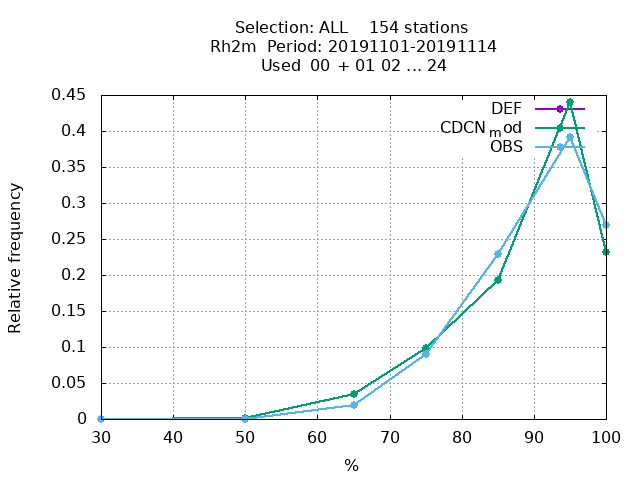 Selection: ALL    154 stations
Rh2m  Period: 20191101-20191114
Used  00 + 01 02 ... 24
0.45
0.4
0.35
0.3
0.25
0.2
0.15
0.1
0.05
0
Relative frequency
DEF
CDCN_mod
OBS
30 40 50 60 70 80 90 100
%